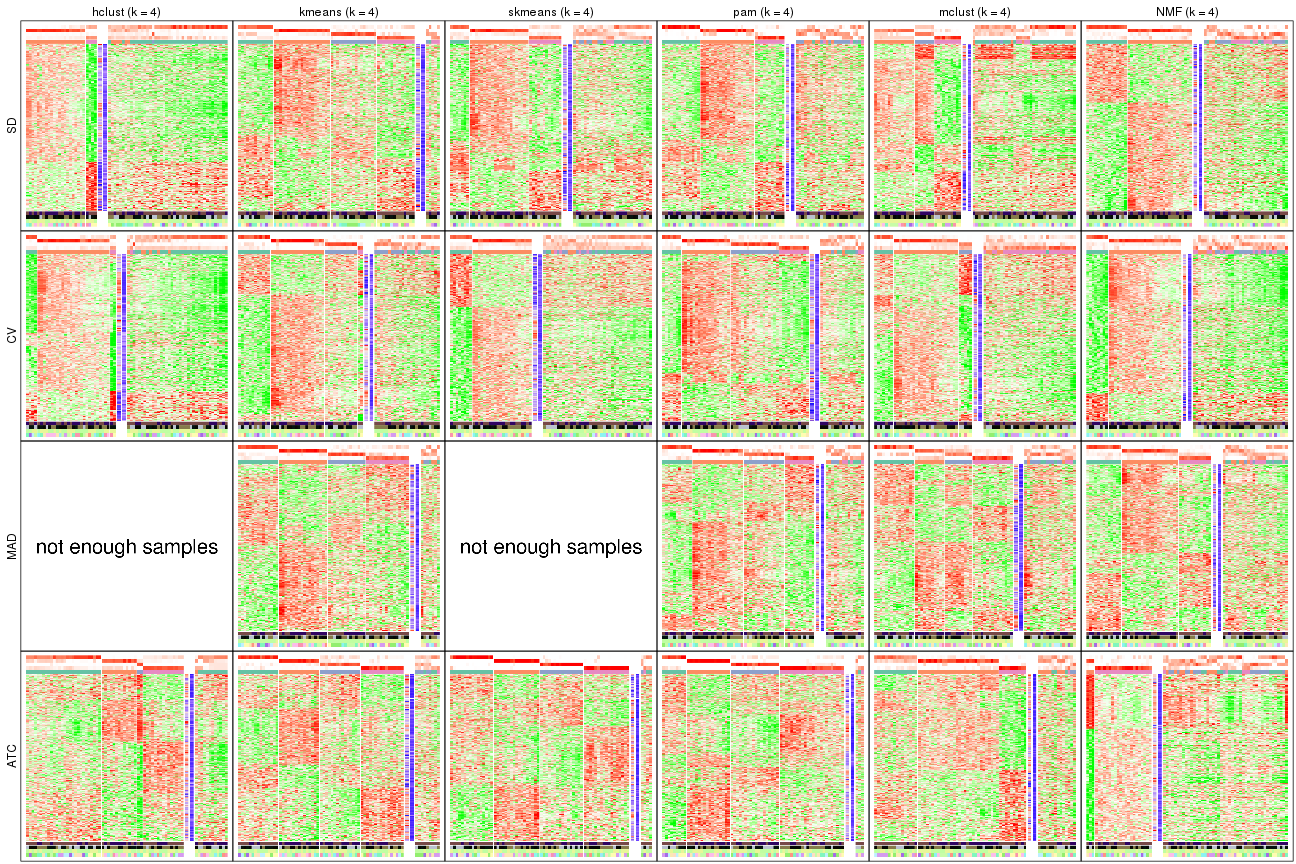 hclust (k = 4)
kmeans (k = 4)
skmeans (k = 4)
pam (k = 4)
mclust (k = 4)
NMF (k = 4)
SD
CV
MAD
not enough samples
not enough samples
ATC